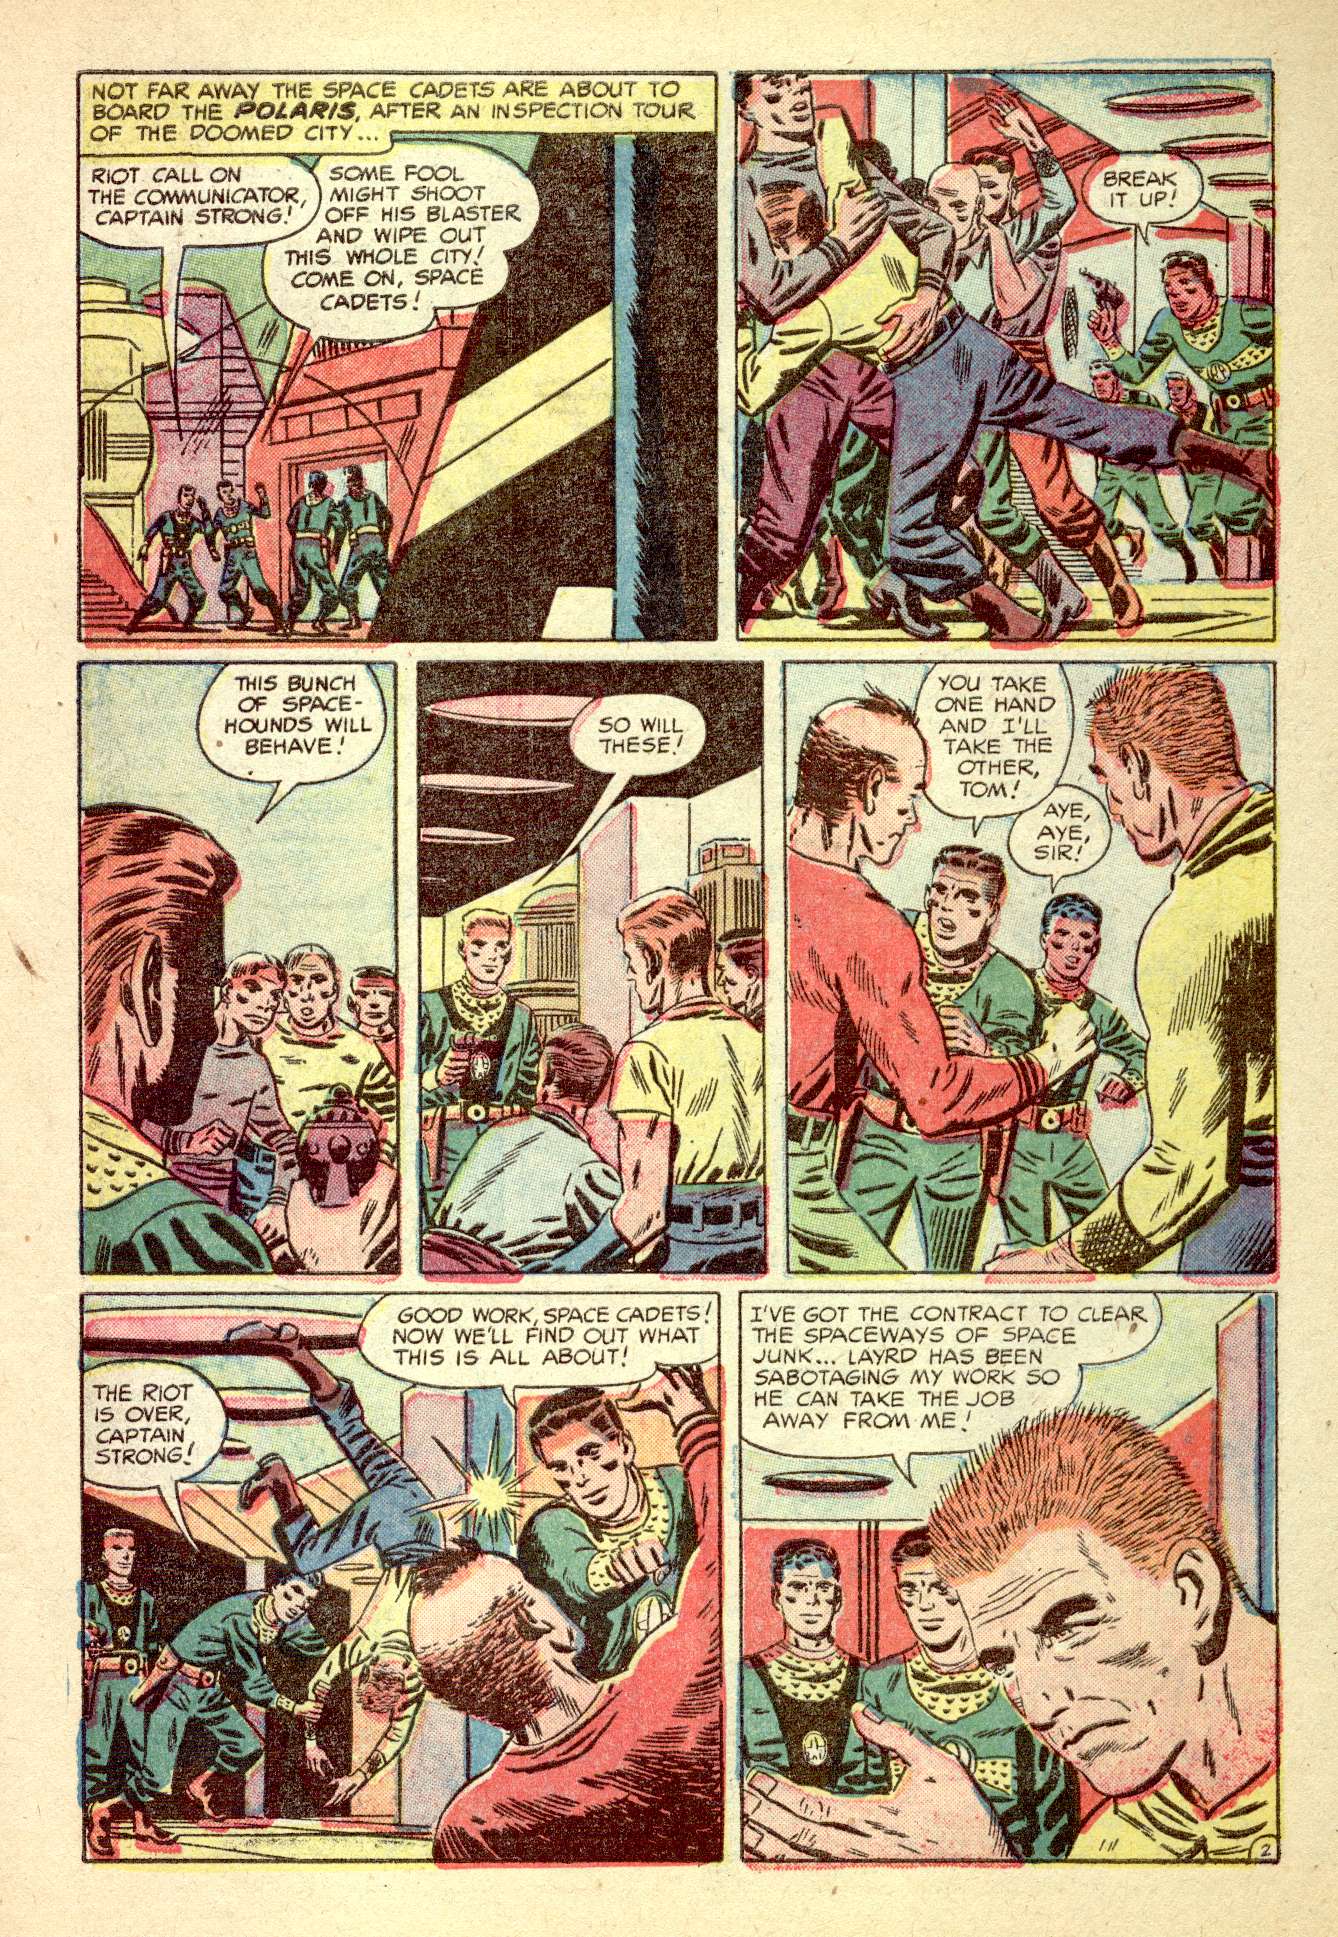 NOT FAR AWAY THE SPACE CADETS ARE ABOUT TO
BOARD THE POLARIS, AFTER AN INSPECTION TOUR
OF THE DOOMED CITY...
RIOT CALL ON
THE COMMUNICATOR,
CAPTAIN STRONG!
SOME FOOL
MIGHT SHOOT
OFF HIS BLASTER
AND WIPE OUT
THIS WHOLE CITY!
COME ON, SPACE
CADETS!
BREAK
IT UP!
THIS BUNCH
OF SPACE-
HOUNDS WILL
BEHAVE!
SO WILL
THESE!
YOU TAKE
ONE HAND
AND I'LL
TAKE THE
OTHER,
TOM!
AYE,
AYE,
SIR!
THE RIOT
IS OVER,
CAPTAIN
STRONG!
GOOD WORK, SPACE CADETS!
NOW WE'LL FIND OUT WHAT
THIS IS ALL ABOUT!
I'VE GOT THE CONTRACT TO CLEAR
THE SPACEWAYS OF SPACE
JUNK... LAYRD HAS BEEN
SABOTAGING MY WORK SO
HE CAN TAKE THE JOB
AWAY FROM ME!
2